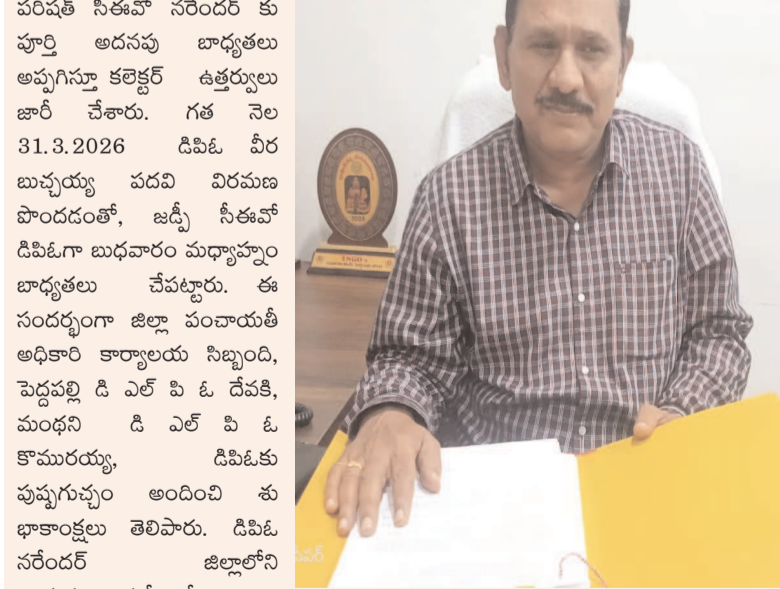 పరిషత్ సీఈవో నరేందర్ కు
పూర్తి అదనపు బాధ్యతలు
అప్పగిస్తూ కలెక్టర్ ఉత్తర్వులు
జారీ చేశారు. గత నెల
31.3.2026 డిపిఓ వీర
బుచ్చయ్య పదవి విరమణ
పొందడంతో, జడ్పీ సీఈవో
డిపిఓగా బుధవారం మధ్యాహ్నం
బాధ్యతలు చేపట్టారు. ఈ
సందర్భంగా జిల్లా పంచాయతీ
అధికారి కార్యాలయ సిబ్బంది,
పెద్దపల్లి డి ఎల్ పి ఓ దేవకి,
మంథని డి ఎల్ పి ఓ
కొమురయ్య, డిపిఓకు
పుష్పగుచ్ఛం అందించి శు
భాకాంక్షలు తెలిపారు. డిపిఓ
నరేందర్ జిల్లాలోని
TNGO's